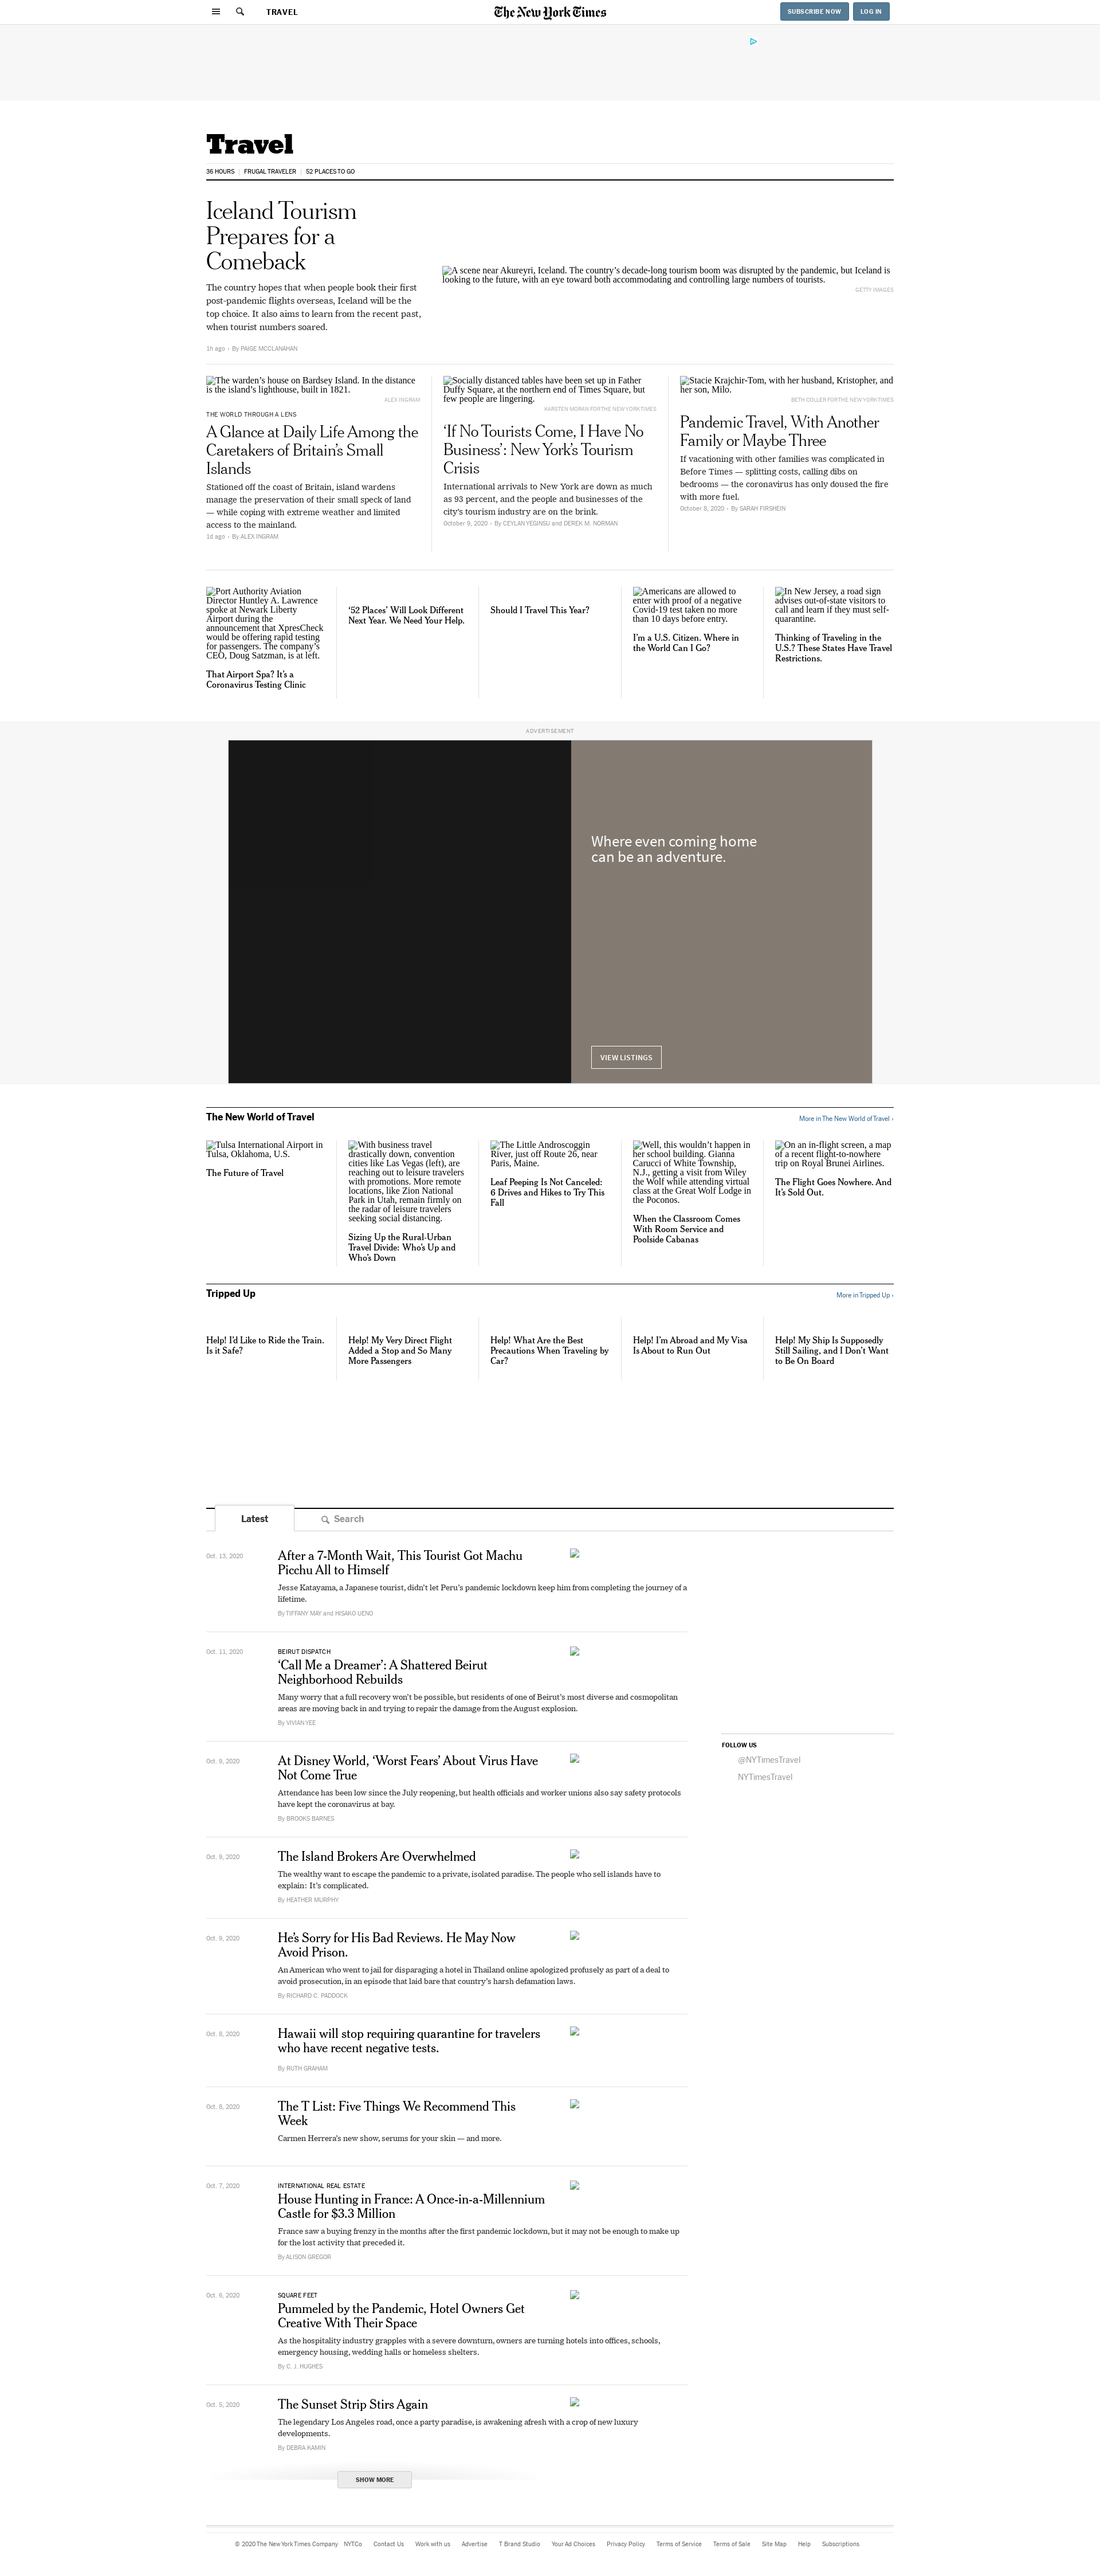 TRAVEL
The New York Times
SUBSCRIBE NOW
LOG IN
Travel
36 HOURS
FRUGAL TRAVELER
52 PLACES TO GO
Iceland Tourism
Prepares for a
Comeback
The country hopes that when people book their first
post-pandemic flights overseas, Iceland will be the
top choice. It also aims to learn from the recent past,
when tourist numbers soared.
1h ago · By PAIGE MCCLANAHAN
A scene near Akureyri, Iceland. The country's decade-long tourism boom was disrupted by the pandemic, but Iceland is
looking to the future, with an eye toward both accommodating and controlling large numbers of tourists.
GETTY IMAGES
The warden's house on Bardsey Island. In the distance
is the island's lighthouse, built in 1821.
ALEX INGRAM
THE WORLD THROUGH A LENS
A Glance at Daily Life Among the
Caretakers of Britain's Small
Islands
Stationed off the coast of Britain, island wardens
manage the preservation of their small speck of land
— while coping with extreme weather and limited
access to the mainland.
1d ago · By ALEX INGRAM
Socially distanced tables have been set up in Father
Duffy Square, at the northern end of Times Square, but
few people are lingering.
KARSTEN MORAN FOR THE NEW YORK TIMES
‘If No Tourists Come, I Have No
Business’: New York’s Tourism
Crisis
International arrivals to New York are down as much
as 93 percent, and the people and businesses of the
city’s tourism industry are on the brink.
October 9, 2020 · By CEYLAN YEGINSU and DEREK M. NORMAN
Stacie Krajchir-Tom, with her husband, Kristopher, and
her son, Milo.
BETH COLLER FOR THE NEW YORK TIMES
Pandemic Travel, With Another
Family or Maybe Three
If vacationing with other families was complicated in
Before Times — splitting costs, calling dibs on
bedrooms — the coronavirus has only doused the fire
with more fuel.
October 8, 2020 · By SARAH FIRSHEIN
Port Authority Aviation
Director Huntley A. Lawrence
spoke at Newark Liberty
Airport during the
announcement that XpresCheck
would be offering rapid testing
for passengers. The company’s
CEO, Doug Satzman, is at left.
That Airport Spa? It’s a
Coronavirus Testing Clinic
‘52 Places’ Will Look Different
Next Year. We Need Your Help.
Should I Travel This Year?
Americans are allowed to
enter with proof of a negative
Covid-19 test taken no more
than 10 days before entry.
I’m a U.S. Citizen. Where in
the World Can I Go?
In New Jersey, a road sign
advises out-of-state visitors to
call and learn if they must self-
quarantine.
Thinking of Traveling in the
U.S.? These States Have Travel
Restrictions.
ADVERTISEMENT
Where even coming home
can be an adventure.
VIEW LISTINGS
The New World of Travel
More in The New World of Travel ›
Tulsa International Airport in
Tulsa, Oklahoma, U.S.
The Future of Travel
With business travel
drastically down, convention
cities like Las Vegas (left), are
reaching out to leisure travelers
with promotions. More remote
locations, like Zion National
Park in Utah, remain firmly on
the radar of leisure travelers
seeking social distancing.
Sizing Up the Rural-Urban
Travel Divide: Who’s Up and
Who’s Down
The Little Androscoggin
River, just off Route 26, near
Paris, Maine.
Leaf Peeping Is Not Canceled:
6 Drives and Hikes to Try This
Fall
Well, this wouldn’t happen in
her school building. Gianna
Carucci of White Township,
N.J., getting a visit from Wiley
the Wolf while attending virtual
class at the Great Wolf Lodge in
the Poconos.
When the Classroom Comes
With Room Service and
Poolside Cabanas
On an in-flight screen, a map
of a recent flight-to-nowhere
trip on Royal Brunei Airlines.
The Flight Goes Nowhere. And
It’s Sold Out.
Tripped Up
More in Tripped Up ›
Help! I’d Like to Ride the Train.
Is it Safe?
Help! My Very Direct Flight
Added a Stop and So Many
More Passengers
Help! What Are the Best
Precautions When Traveling by
Car?
Help! I’m Abroad and My Visa
Is About to Run Out
Help! My Ship Is Supposedly
Still Sailing, and I Don’t Want
to Be On Board
Latest
Search
Oct. 13, 2020
After a 7-Month Wait, This Tourist Got Machu
Picchu All to Himself
Jesse Katayama, a Japanese tourist, didn’t let Peru’s pandemic lockdown keep him from completing the journey of a
lifetime.
By TIFFANY MAY and HISAKO UENO
Oct. 11, 2020
BEIRUT DISPATCH
‘Call Me a Dreamer’: A Shattered Beirut
Neighborhood Rebuilds
Many worry that a full recovery won’t be possible, but residents of one of Beirut’s most diverse and cosmopolitan
areas are moving back in and trying to repair the damage from the August explosion.
By VIVIAN YEE
Oct. 9, 2020
At Disney World, ‘Worst Fears’ About Virus Have
Not Come True
Attendance has been low since the July reopening, but health officials and worker unions also say safety protocols
have kept the coronavirus at bay.
By BROOKS BARNES
Oct. 9, 2020
The Island Brokers Are Overwhelmed
The wealthy want to escape the pandemic to a private, isolated paradise. The people who sell islands have to
explain: It’s complicated.
By HEATHER MURPHY
Oct. 9, 2020
He’s Sorry for His Bad Reviews. He May Now
Avoid Prison.
An American who went to jail for disparaging a hotel in Thailand online apologized profusely as part of a deal to
avoid prosecution, in an episode that laid bare that country’s harsh defamation laws.
By RICHARD C. PADDOCK
Oct. 8, 2020
Hawaii will stop requiring quarantine for travelers
who have recent negative tests.
By RUTH GRAHAM
Oct. 8, 2020
The T List: Five Things We Recommend This
Week
Carmen Herrera’s new show, serums for your skin — and more.
Oct. 7, 2020
INTERNATIONAL REAL ESTATE
House Hunting in France: A Once-in-a-Millennium
Castle for $3.3 Million
France saw a buying frenzy in the months after the first pandemic lockdown, but it may not be enough to make up
for the lost activity that preceded it.
By ALISON GREGOR
Oct. 6, 2020
SQUARE FEET
Pummeled by the Pandemic, Hotel Owners Get
Creative With Their Space
As the hospitality industry grapples with a severe downturn, owners are turning hotels into offices, schools,
emergency housing, wedding halls or homeless shelters.
By C. J. HUGHES
Oct. 5, 2020
The Sunset Strip Stirs Again
The legendary Los Angeles road, once a party paradise, is awakening afresh with a crop of new luxury
developments.
By DEBRA KAMIN
SHOW MORE
FOLLOW US
@NYTimesTravel
NYTimesTravel
© 2020 The New York Times Company
NYTCo
Contact Us
Work with us
Advertise
T Brand Studio
Your Ad Choices
Privacy Policy
Terms of Service
Terms of Sale
Site Map
Help
Subscriptions